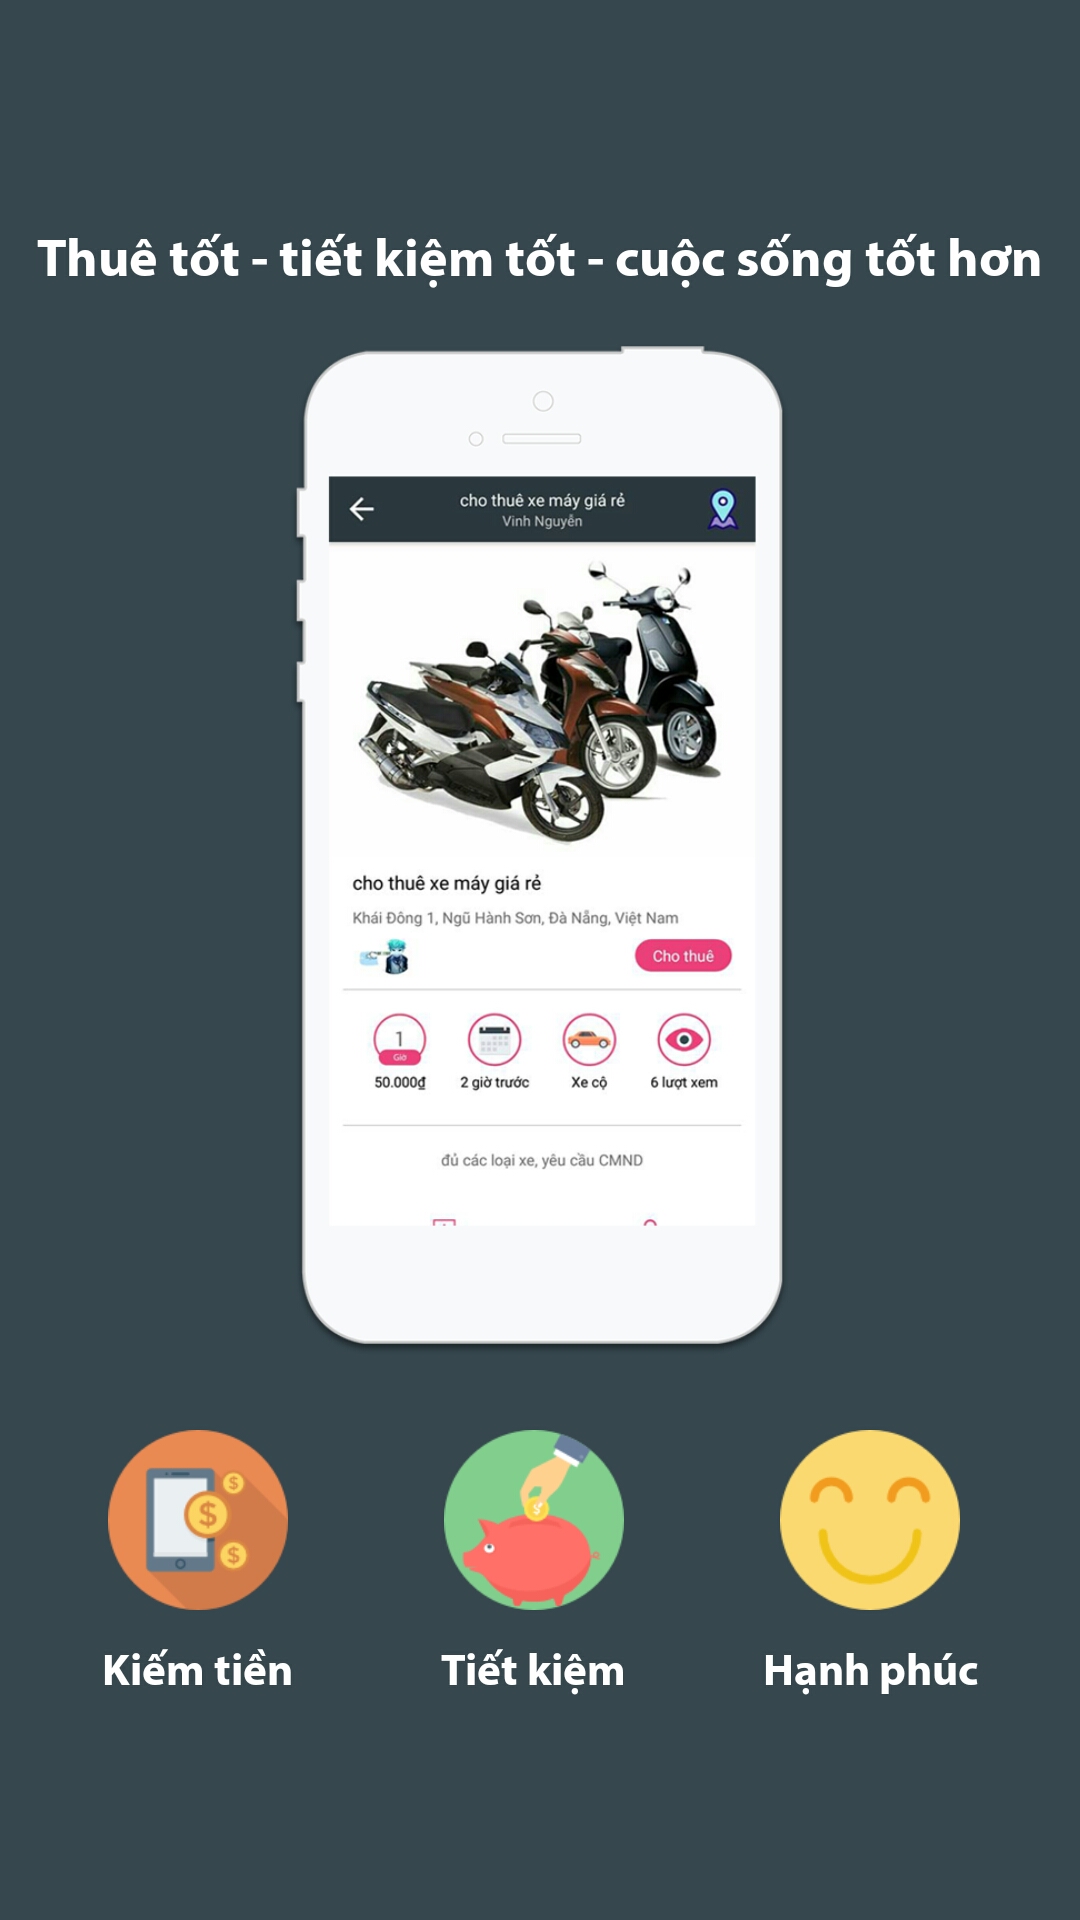 Thuê tốt - tiết kiệm tốt - cuộc sống tốt hơn
cho thuê xe máy giá rẻ
Vinh Nguyễn
cho thuê xe máy giá rẻ
Khái Đông 1, Ngũ Hành Sơn, Đà Nẵng, Việt Nam
Cho thuê
1
Giờ
50.000₫ 2 giờ trước Xe cộ 6 lượt xem
đủ các loại xe, yêu cầu CMND
$ $ $ $
Kiếm tiền Tiết kiệm Hạnh phúc